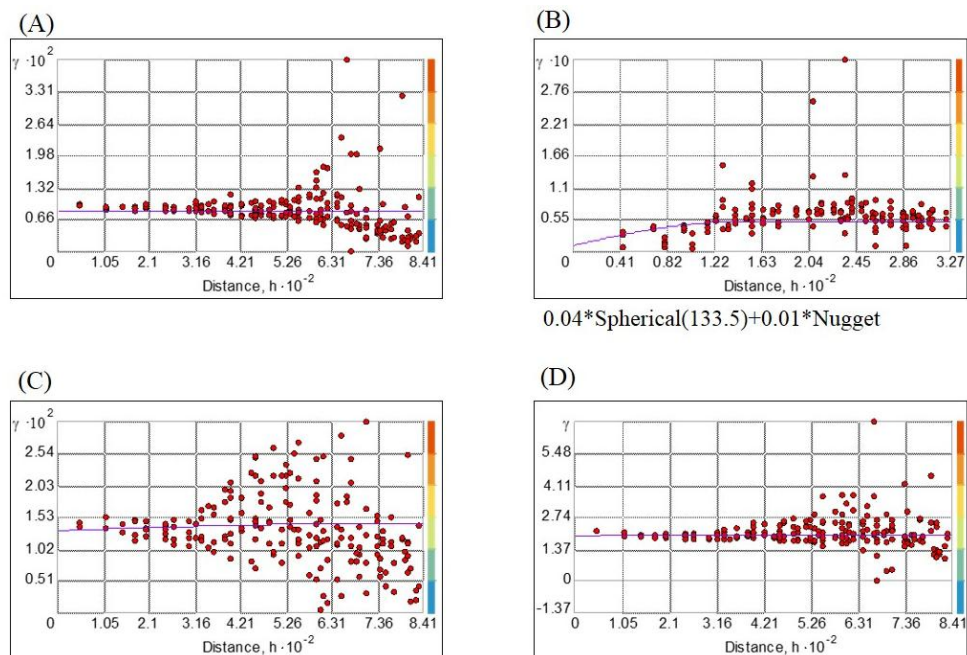 (A)
(B)
γ ·10²
3.31
2.64
1.98
1.32
0.66
0 1.05 2.1 3.16 4.21 5.26 6.31 7.36 8.41
Distance, h ·10⁻²
γ ·10
2.76
2.21
1.66
1.1
0.55
0 0.41 0.82 1.22 1.63 2.04 2.45 2.86 3.27
Distance, h ·10⁻²
0.04*Spherical(133.5)+0.01*Nugget
(C)
(D)
γ ·10²
2.54
2.03
1.53
1.02
0.51
0 1.05 2.1 3.16 4.21 5.26 6.31 7.36 8.41
Distance, h ·10⁻²
γ
5.48
4.11
2.74
1.37
0
-1.37
0 1.05 2.1 3.16 4.21 5.26 6.31 7.36 8.41
Distance, h ·10⁻²